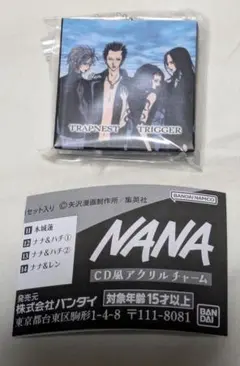 TRAPNEST TRIGGER
セット入り ©矢沢漫画制作所/集英社
BANDAI NAMCO
11 本城蓮
12 ナナ&ハチ①
13 ナナ&ハチ②
14 ナナ&レン
NANA
CD風アクリルチャーム
発売元
株式会社バンダイ
対象年齢15才以上
東京都台東区駒形1-4-8 〒111-8081
BANDAI